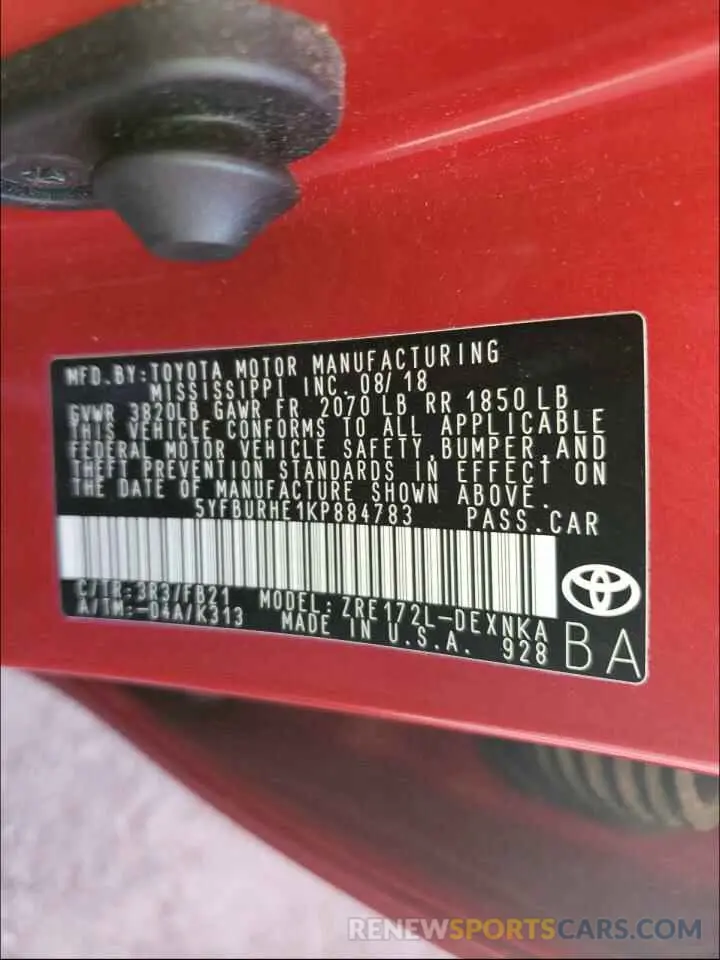 MFD.BY:TOYOTA MOTOR MANUFACTURING
MISSISSIPPI INC. 08/18
GVWR 3820LB GAWR FR 2070 LB RR 1850 LB
THIS VEHICLE CONFORMS TO ALL APPLICABLE
FEDERAL MOTOR VEHICLE SAFETY,BUMPER,AND
THEFT PREVENTION STANDARDS IN EFFECT ON
THE DATE OF MANUFACTURE SHOWN ABOVE.
5YFBURHE1KP884783 PASS.CAR
C/TR:3R3/FB21 MODEL: ZRE172L-DEXNKA
A/TM:-04A/K313 MADE IN U.S.A. 928 BA
RENEWSPORTSCARS.COM